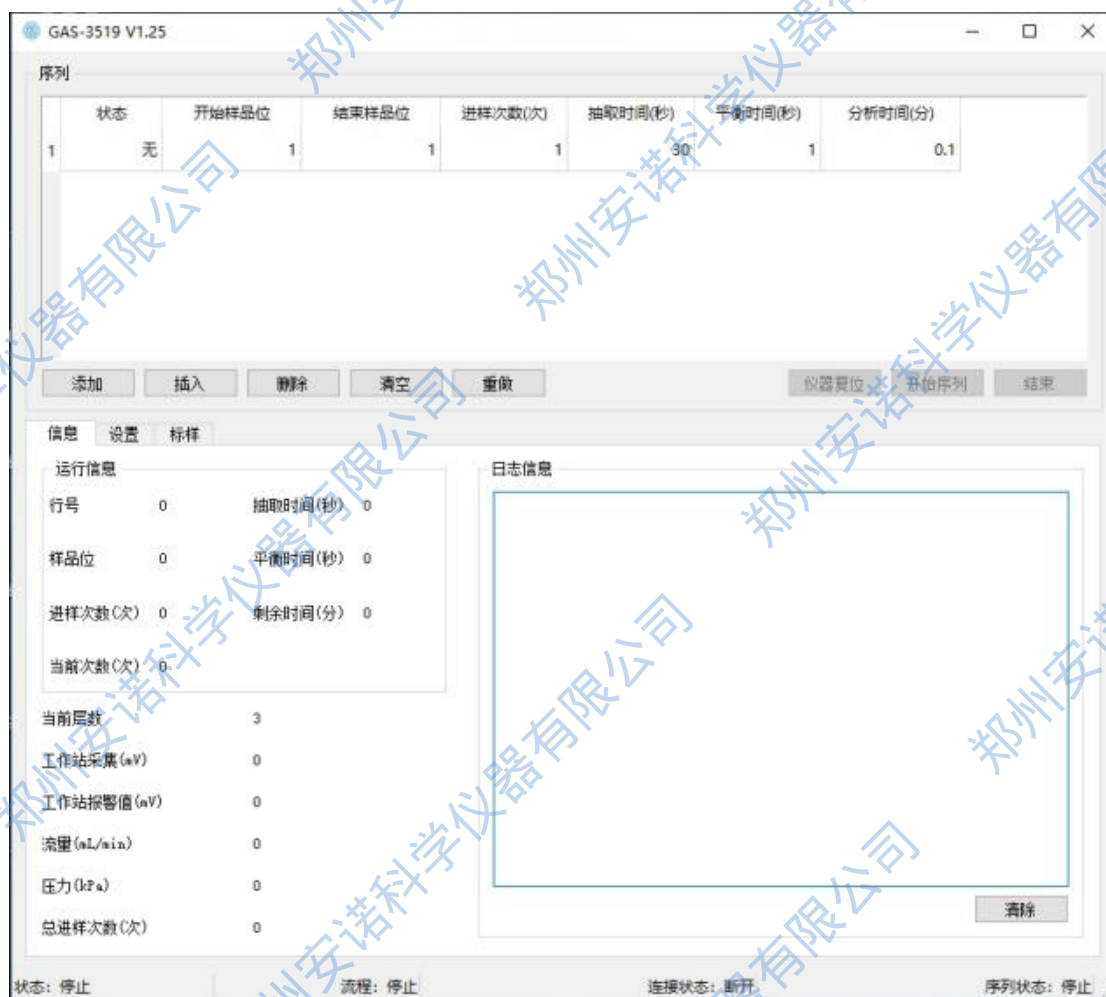 GAS-3519 V1.25
序列
状态 开始样品位 结束样品位 进样次数(次) 抽取时间(秒) 平衡时间(秒) 分析时间(分)
1 无 1 1 1 30 1 0.1
添加 插入 删除 清空 重做 仪器复位 开始序列 结束
信息 设置 标样
运行信息 日志信息
行号 0 抽取时间(秒) 0
样品位 0 平衡时间(秒) 0
进样次数(次) 0 剩余时间(分) 0
当前次数(次) 0
当前层数 3
工作站采集(mV) 0
工作站报警值(mV) 0
流量(mL/min) 0
压力(kPa) 0
清除
总进样次数(次) 0
状态: 停止 流程: 停止 连接状态: 断开 序列状态: 停止
郑州安诺科学仪器有限公司